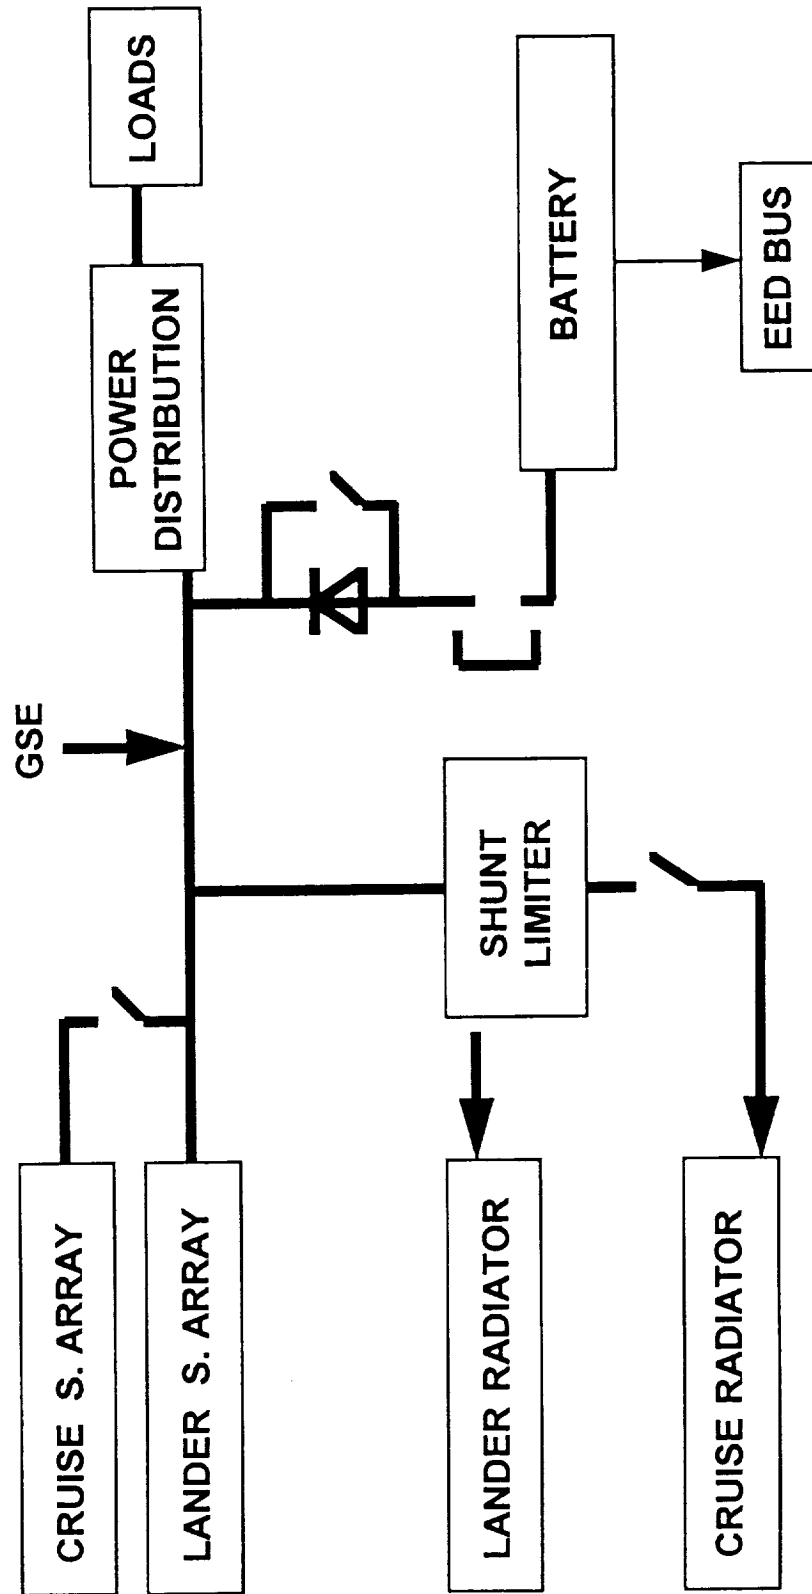 CRUISE S. ARRAY
LANDER S. ARRAY
LANDER RADIATOR
CRUISE RADIATOR
GSE
SHUNT
LIMITER
POWER
DISTRIBUTION
LOADS
BATTERY
EED BUS